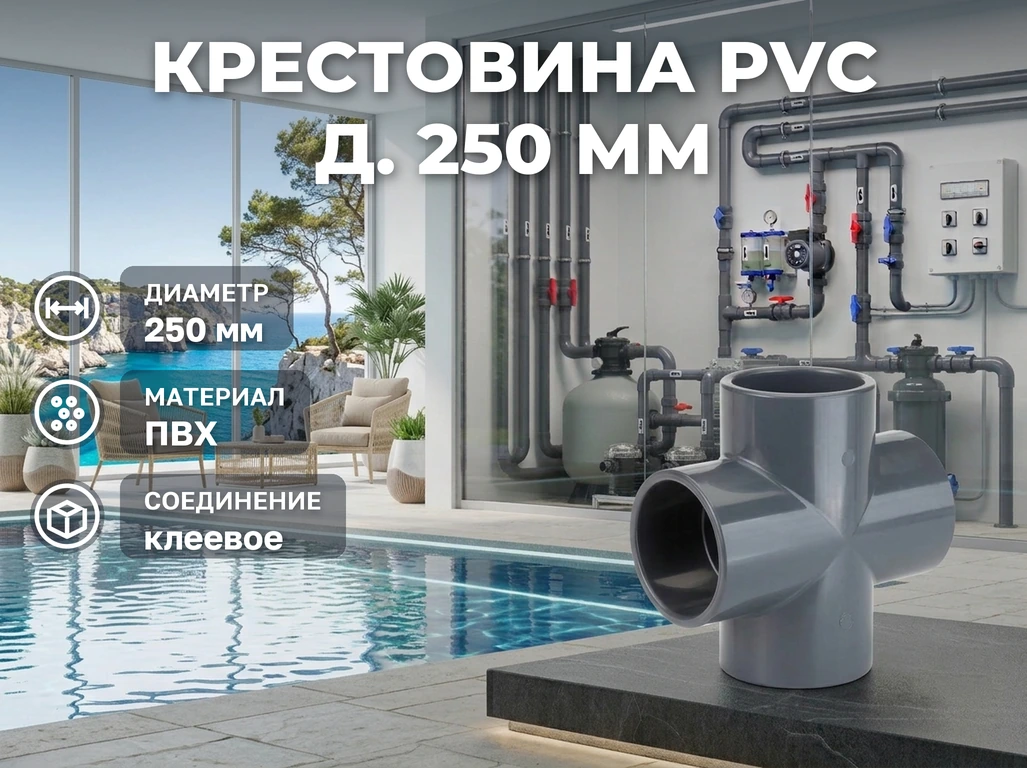 КРЕСТОВИНА PVC
Д. 250 ММ
ДИАМЕТР
250 мм
МАТЕРИАЛ
ПВХ
СОЕДИНЕНИЕ
клеевое